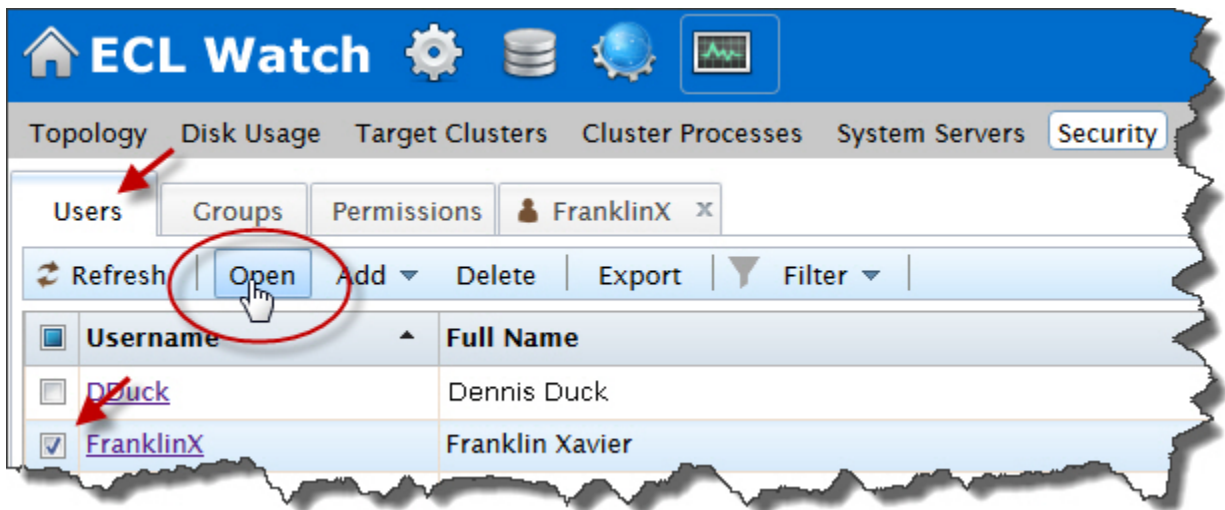 ECL Watch
Topology Disk Usage Target Clusters Cluster Processes System Servers Security
Users Groups Permissions FranklinX x
Refresh Open Add Delete Export Filter
Username Full Name
DDuck Dennis Duck
FranklinX Franklin Xavier